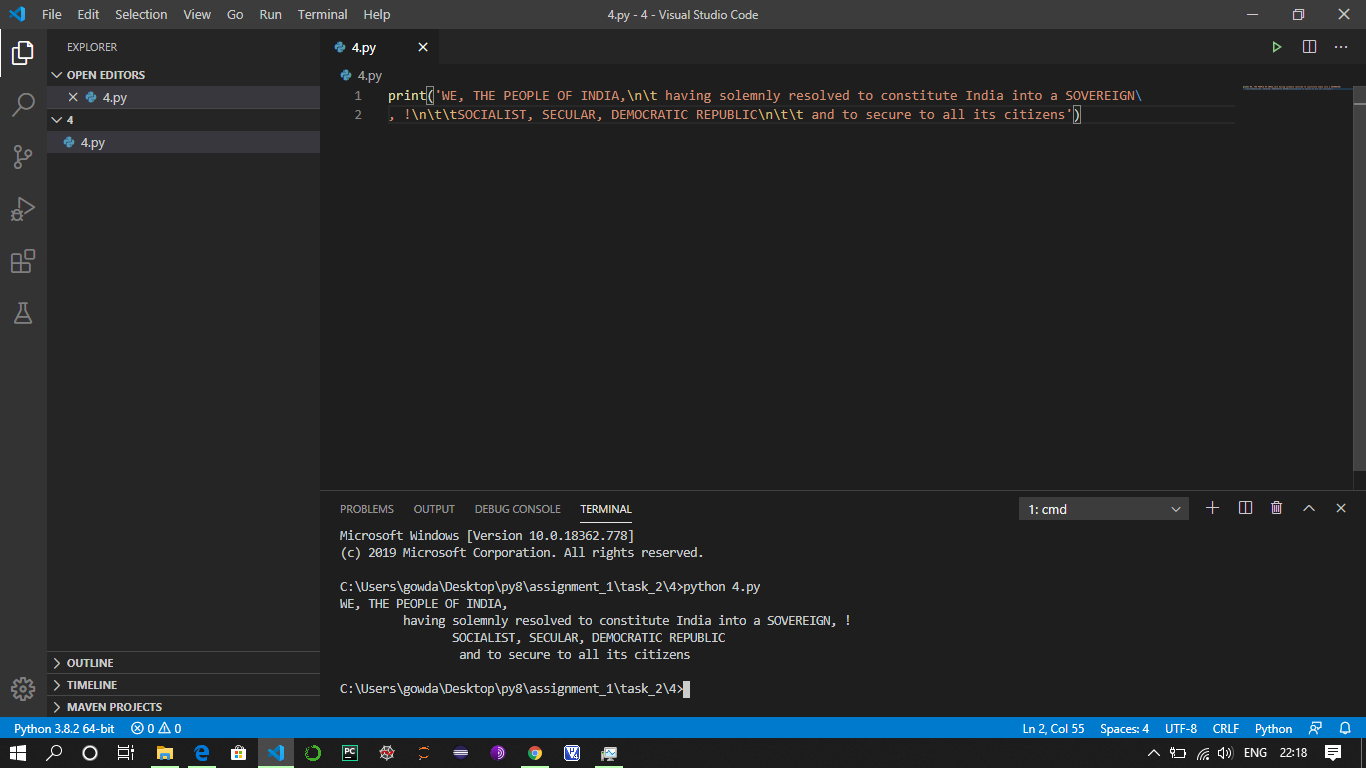 File Edit Selection View Go Run Terminal Help 4.py - 4 - Visual Studio Code
EXPLORER
OPEN EDITORS
4.py
4
4.py
OUTLINE
TIMELINE
MAVEN PROJECTS
4.py
4.py
1 print('WE, THE PEOPLE OF INDIA,\n\t having solemnly resolved to constitute India into a SOVEREIGN\
2 , !\n\t\tSOCIALIST, SECULAR, DEMOCRATIC REPUBLIC\n\t\t and to secure to all its citizens')
PROBLEMS OUTPUT DEBUG CONSOLE TERMINAL 1: cmd
Microsoft Windows [Version 10.0.18362.778]
(c) 2019 Microsoft Corporation. All rights reserved.
C:\Users\gowda\Desktop\py8\assignment_1\task_2\4>python 4.py
WE, THE PEOPLE OF INDIA,
having solemnly resolved to constitute India into a SOVEREIGN, !
SOCIALIST, SECULAR, DEMOCRATIC REPUBLIC
and to secure to all its citizens
C:\Users\gowda\Desktop\py8\assignment_1\task_2\4>
Python 3.8.2 64-bit 0 0 Ln 2, Col 55 Spaces: 4 UTF-8 CRLF Python
PC ENG 22:18